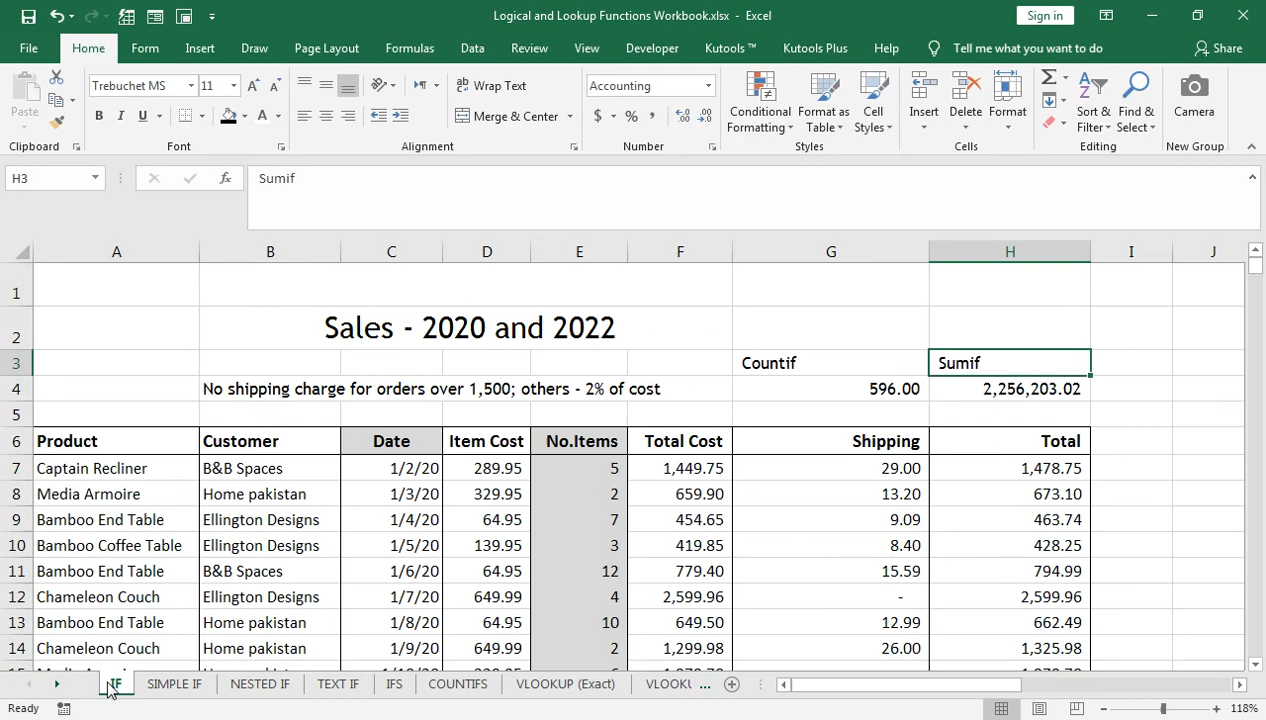 Logical and Lookup Functions Workbook.xlsx - Excel
Sign in
File Home Form Insert Draw Page Layout Formulas Data Review View Developer Kutools ™ Kutools Plus Help Tell me what you want to do Share
Paste
Trebuchet MS 11
Wrap Text
Merge & Center
Accounting
Conditional Formatting
Format as Table
Cell Styles
Insert
Delete
Format
Sort & Filter
Find & Select
Camera
Clipboard Font Alignment Number Styles Cells Editing New Group
H3 fx Sumif
A B C D E F G H I J
1
2 Sales - 2020 and 2022
3 Countif Sumif
4 No shipping charge for orders over 1,500; others - 2% of cost 596.00 2,256,203.02
5
6 Product Customer Date Item Cost No.Items Total Cost Shipping Total
7 Captain Recliner B&B Spaces 1/2/20 289.95 5 1,449.75 29.00 1,478.75
8 Media Armoire Home pakistan 1/3/20 329.95 2 659.90 13.20 673.10
9 Bamboo End Table Ellington Designs 1/4/20 64.95 7 454.65 9.09 463.74
10 Bamboo Coffee Table Ellington Designs 1/5/20 139.95 3 419.85 8.40 428.25
11 Bamboo End Table B&B Spaces 1/6/20 64.95 12 779.40 15.59 794.99
12 Chameleon Couch Ellington Designs 1/7/20 649.99 4 2,599.96 - 2,599.96
13 Bamboo End Table Home pakistan 1/8/20 64.95 10 649.50 12.99 662.49
14 Chameleon Couch Home pakistan 1/9/20 649.99 2 1,299.98 26.00 1,325.98
IF SIMPLE IF NESTED IF TEXT IF IFS COUNTIFS VLOOKUP (Exact) ...
Ready 118%